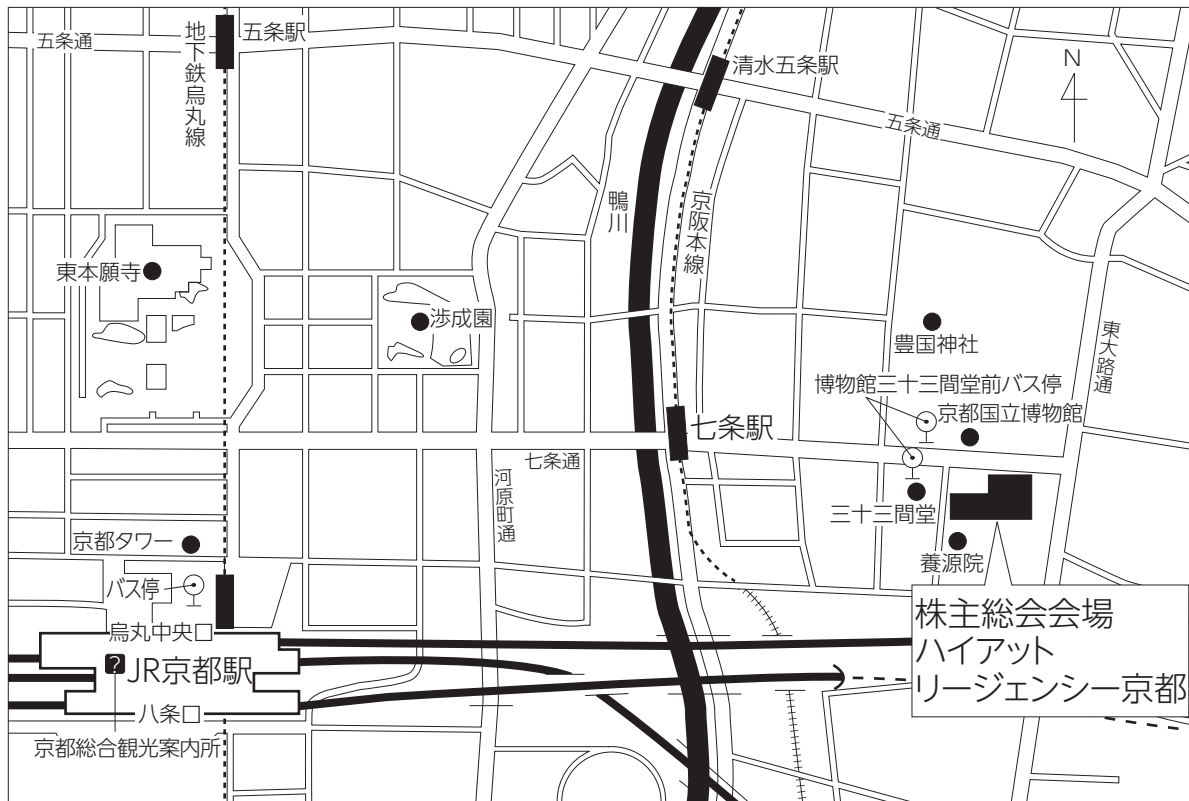 五条通
地下鉄烏丸線
五条駅
清水五条駅
N
五条通
鴨川
京阪本線
東本願寺
渉成園
豊国神社
東大路通
博物館三十三間堂前バス停
京都国立博物館
七条駅
七条通
河原町通
三十三間堂
京都タワー
養源院
バス停
烏丸中央口
?
JR京都駅
八条口
京都総合観光案内所
株主総会会場
ハイアット
リージェンシー京都